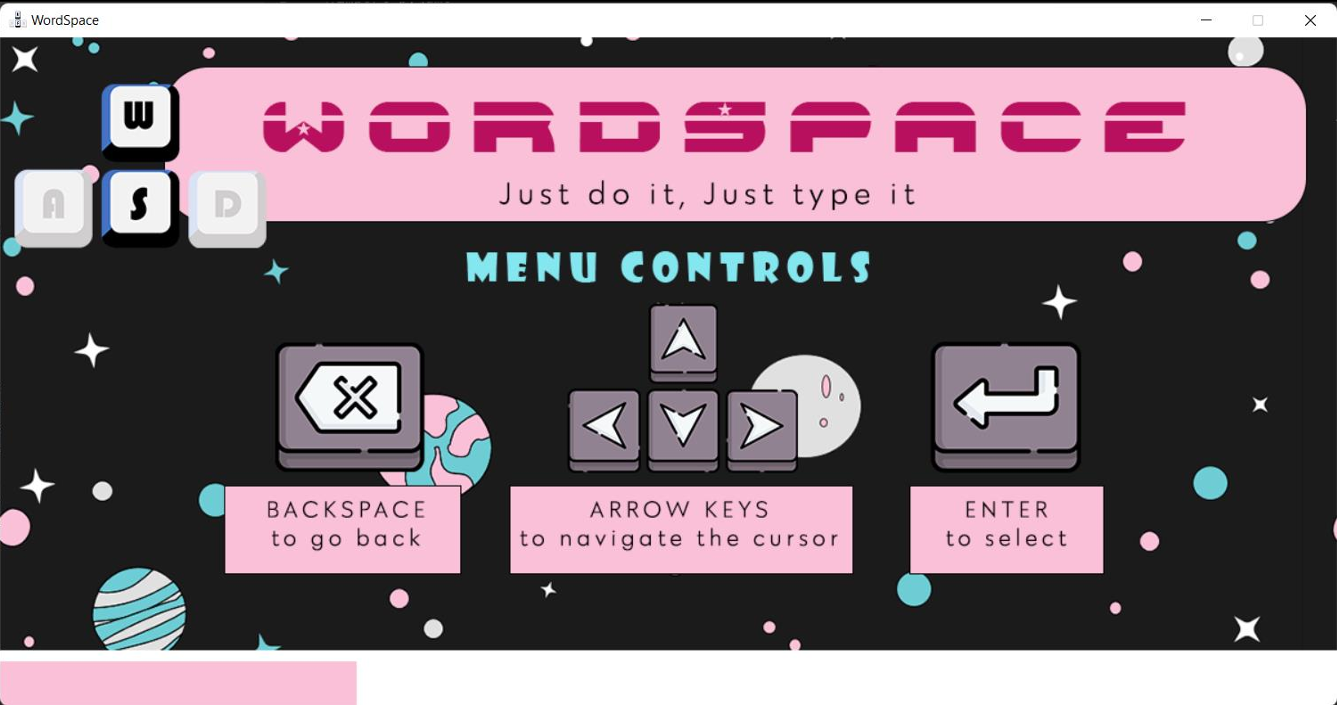 WordSpace
WORDSPACE
Just do it, Just type it
W
A S D
MENU CONTROLS
BACKSPACE
to go back
ARROW KEYS
to navigate the cursor
ENTER
to select